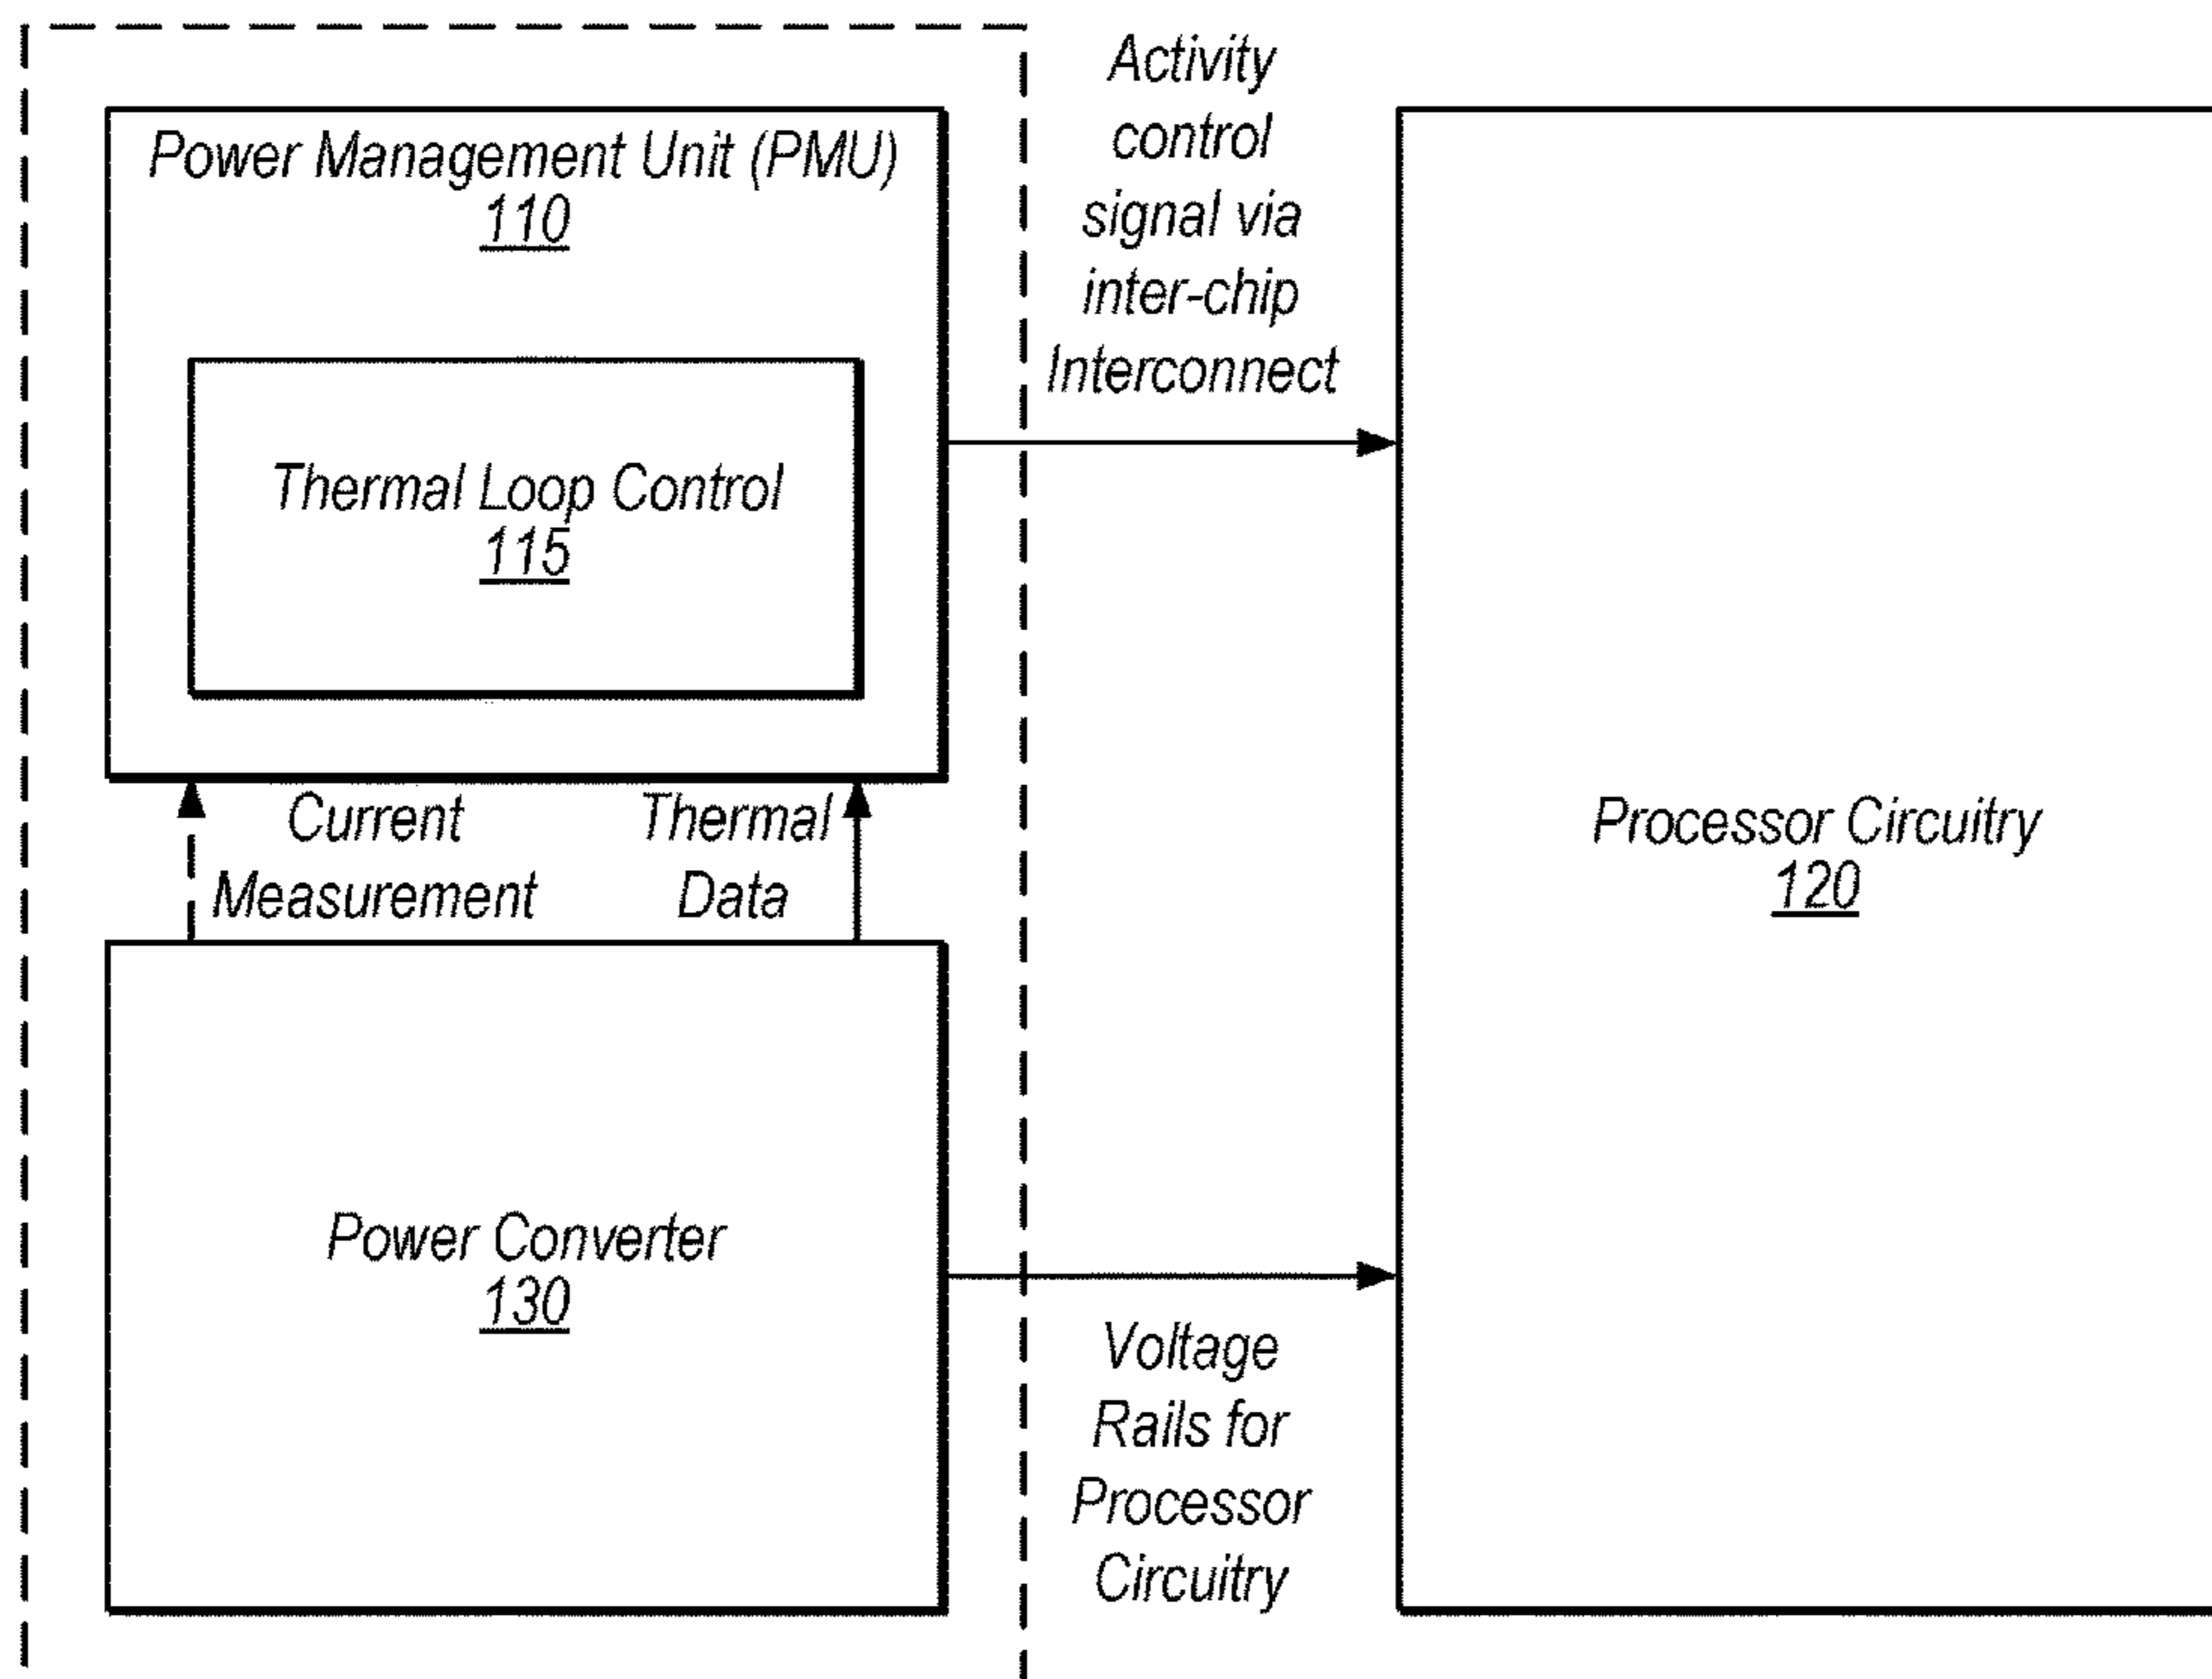 Power Management Unit (PMU)
110
Thermal Loop Control
115
Activity
control
signal via
inter-chip
Interconnect
Current
Measurement
Thermal
Data
Processor Circuitry
120
Power Converter
130
Voltage
Rails for
Processor
Circuitry